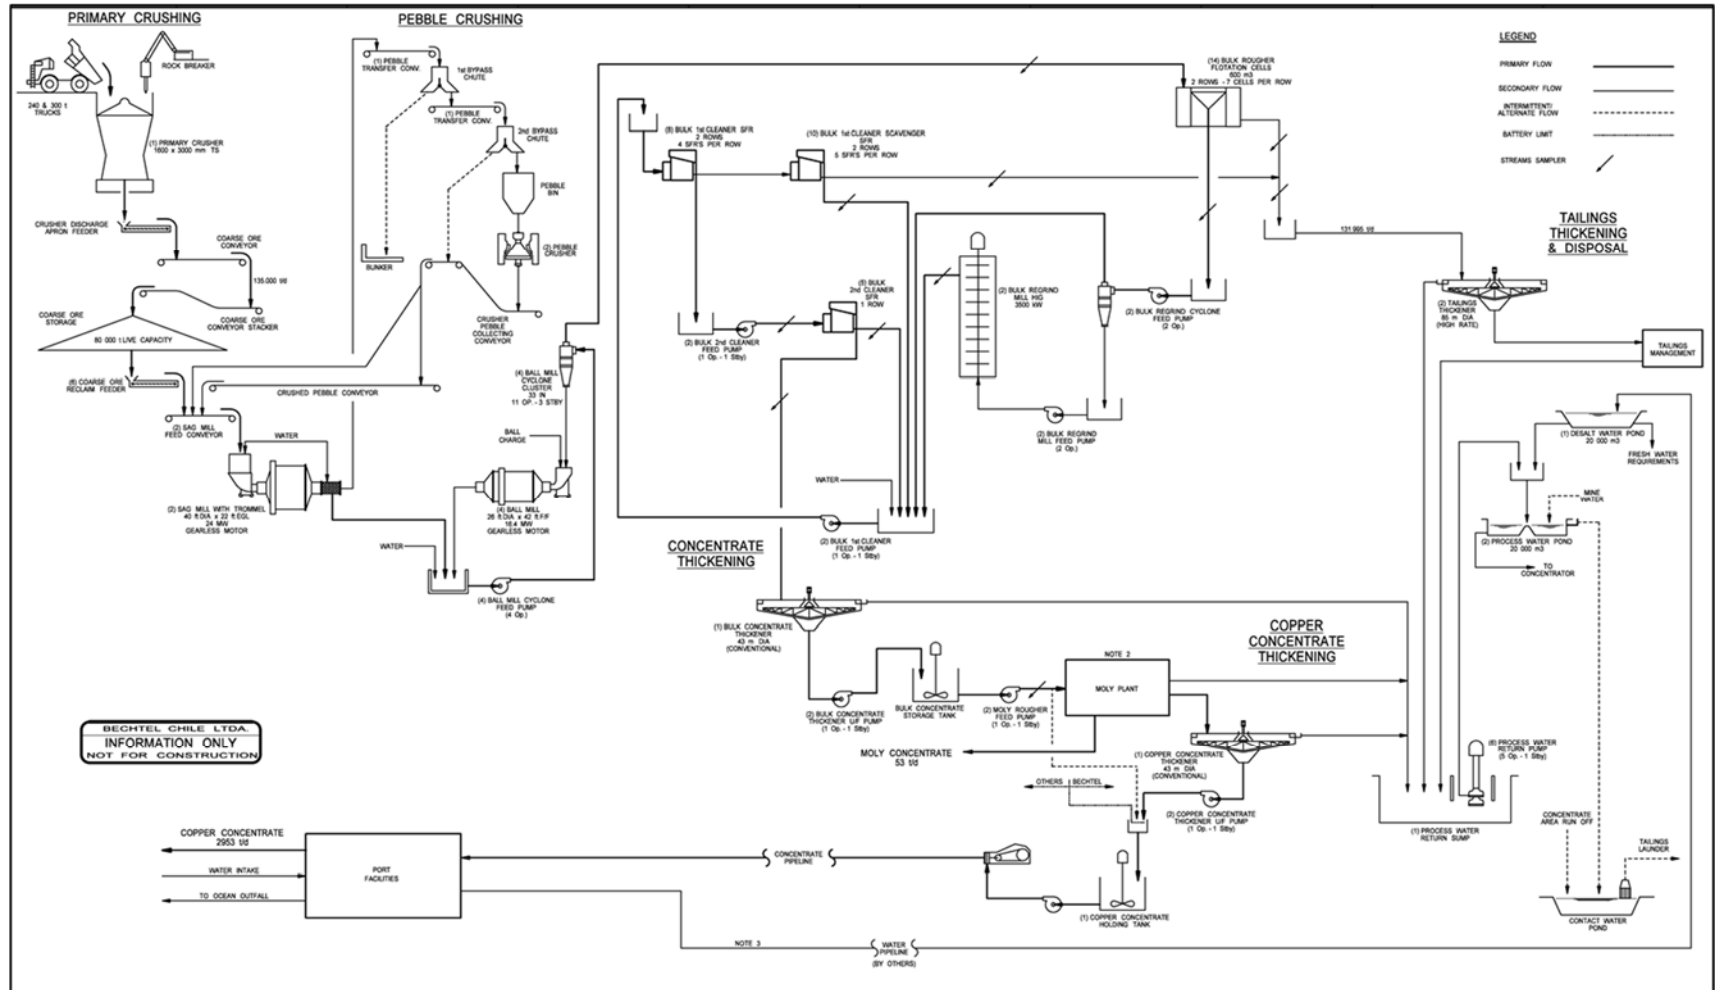 PRIMARY CRUSHING
ROCK BREAKER
240 & 300 t
TRUCKS
(1) PRIMARY CRUSHER
1600 x 3000 mm TS
CRUSHER DISCHARGE
APRON FEEDER
COARSE ORE
CONVEYOR
135.000 t/d
COARSE ORE
STORAGE
COARSE ORE
CONVEYOR STACKER
80 000 t LIVE CAPACITY
(6) COARSE ORE
RECLAIM FEEDER
(2) SAG MILL
FEED CONVEYOR
WATER
(2) SAG MILL WITH TROMMEL
40 ft DIA x 22 ft EGL
24 MW
GEARLESS MOTOR
PEBBLE CRUSHING
(1) PEBBLE
TRANSFER CONV.
1st BYPASS
CHUTE
(1) PEBBLE
TRANSFER CONV.
2nd BYPASS
CHUTE
PEBBLE
BIN
(2) PEBBLE
CRUSHER
BUNKER
CRUSHER
PEBBLE
COLLECTING
CONVEYOR
CRUSHED PEBBLE CONVEYOR
(4) BALL MILL
CYCLONE
CLUSTER
33 IN
11 OP. - 3 STBY
BALL
CHARGE
(4) BALL MILL
26 ft DIA x 42 ft F/F
16.4 MW
GEARLESS MOTOR
WATER
(4) BALL MILL CYCLONE
FEED PUMP
(4 Op.)
(8) BULK 1st CLEANER SFR
2 ROWS
4 SFR'S PER ROW
(10) BULK 1st CLEANER SCAVENGER
SFR
2 ROWS
5 SFR'S PER ROW
(14) BULK ROUGHER
FLOTATION CELLS
600 m3
2 ROWS - 7 CELLS PER ROW
(5) BULK
2nd CLEANER
SFR
1 ROW
(2) BULK 2nd CLEANER
FEED PUMP
(1 Op. - 1 Stby)
(2) BULK REGRIND
MILL HIG
3500 kW
(2) BULK REGRIND CYCLONE
FEED PUMP
(2 Op.)
(2) BULK REGRIND
MILL FEED PUMP
(2 Op.)
WATER
(2) BULK 1st CLEANER
FEED PUMP
(1 Op. - 1 Stby)
LEGEND
PRIMARY FLOW
SECONDARY FLOW
INTERMITTENT/
ALTERNATE FLOW
BATTERY LIMIT
STREAMS SAMPLER
TAILINGS
THICKENING
& DISPOSAL
131.995 t/d
(2) TAILINGS
THICKENER
85 m DIA
(HIGH RATE)
TAILINGS
MANAGEMENT
(1) DESALT WATER POND
20 000 m3
FRESH WATER
REQUIREMENTS
MINE
WATER
(2) PROCESS WATER POND
20 000 m3
TO
CONCENTRATOR
CONCENTRATE
THICKENING
(1) BULK CONCENTRATE
THICKENER
43 m DIA
(CONVENTIONAL)
(2) BULK CONCENTRATE
THICKENER U/F PUMP
(1 Op. - 1 Stby)
BULK CONCENTRATE
STORAGE TANK
(2) MOLY ROUGHER
FEED PUMP
(1 Op. - 1 Stby)
NOTE 2
MOLY PLANT
MOLY CONCENTRATE
53 t/d
COPPER
CONCENTRATE
THICKENING
(1) COPPER CONCENTRATE
THICKENER
43 m DIA
(CONVENTIONAL)
OTHERS
BECHTEL
(2) COPPER CONCENTRATE
THICKENER U/F PUMP
(1 Op. - 1 Stby)
(6) PROCESS WATER
RETURN PUMP
(5 Op. - 1 Stby)
(1) PROCESS WATER
RETURN SUMP
CONCENTRATE
AREA RUN OFF
TAILINGS
LAUNDER
CONTACT WATER
POND
BECHTEL CHILE LTDA.
INFORMATION ONLY
NOT FOR CONSTRUCTION
COPPER CONCENTRATE
2953 t/d
WATER INTAKE
TO OCEAN OUTFALL
PORT
FACILITIES
CONCENTRATE
PIPELINE
(1) COPPER CONCENTRATE
HOLDING TANK
NOTE 3
WATER
PIPELINE
(BY OTHERS)